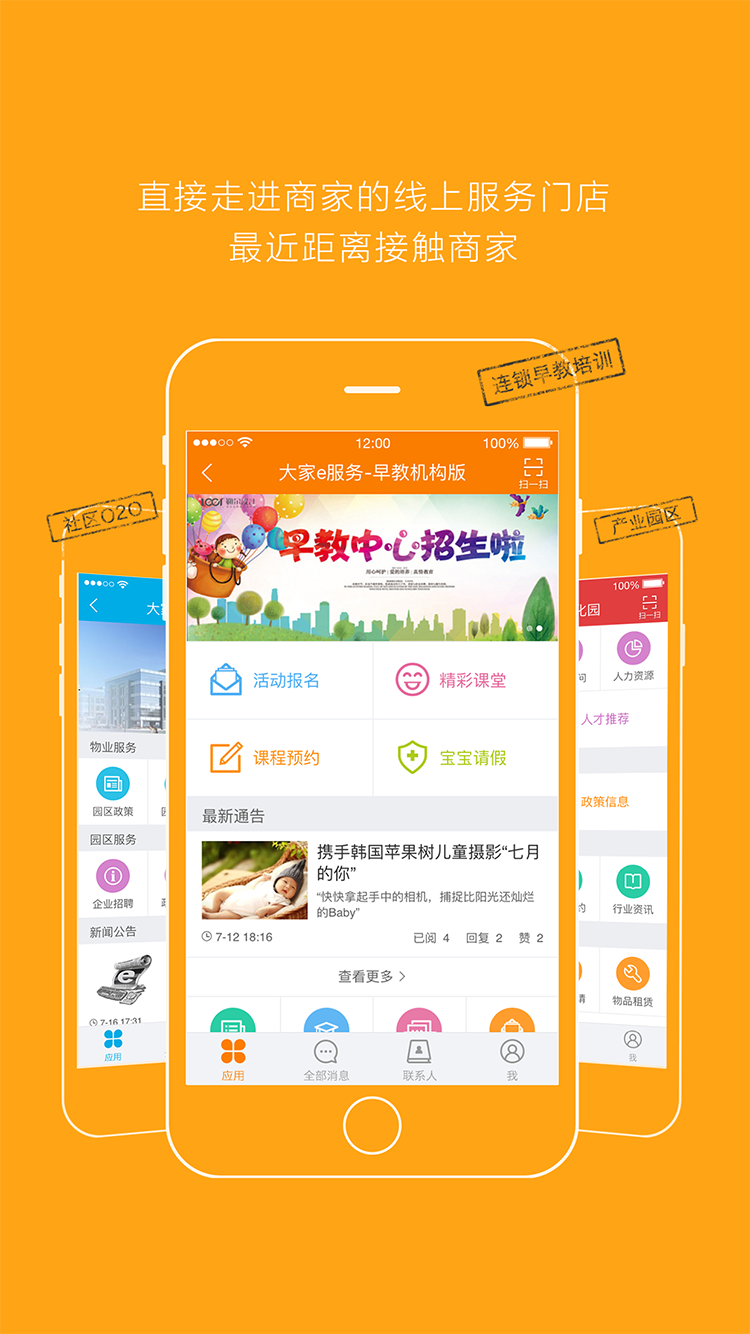 直接走进商家的线上服务门店
最近距离接触商家
连锁早教培训
社区O2O
产业园区
12:00
100%
大家e服务-早教机构版
扫一扫
早教中心招生啦
活动报名
精彩课堂
课程预约
宝宝请假
最新通告
携手韩国苹果树儿童摄影“七月
的你”
“快快拿起手中的相机，捕捉比阳光还灿烂
的Baby”
7-12 18:16
已阅 4
回复 2
赞 2
查看更多
应用
全部消息
联系人
我
大家
物业服务
园区政策
园区服务
企业招聘
新闻公告
7-16 17:31
应用
100%
化园
扫一扫
问
人力资源
人才推荐
政策信息
约
行业资讯
物品租赁
我